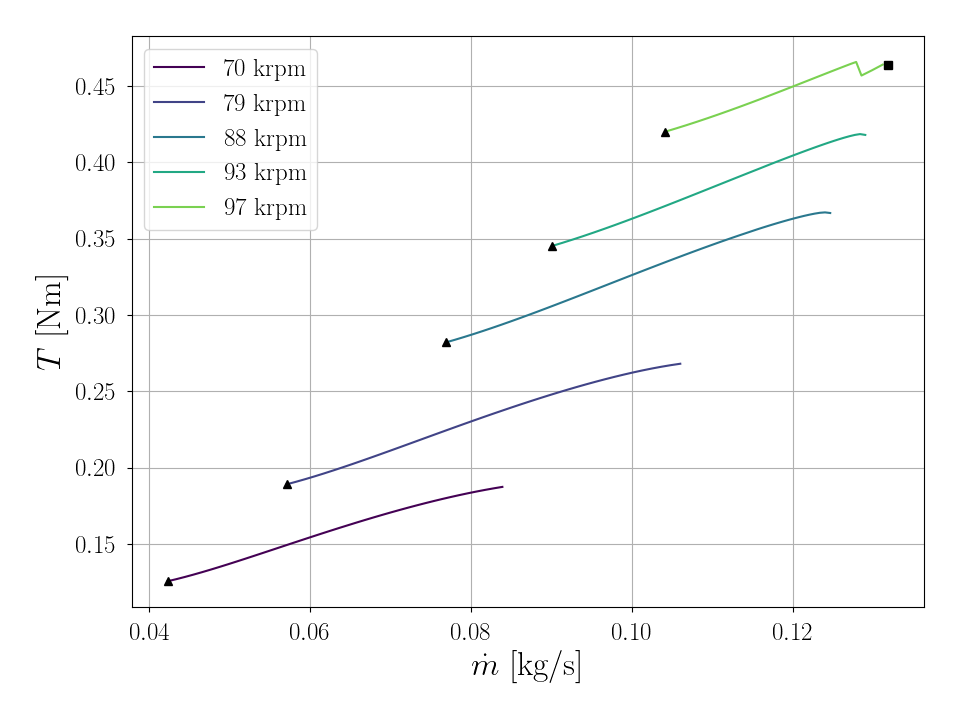 70 krpm
79 krpm
88 krpm
93 krpm
97 krpm
0.45
0.40
0.35
0.30
0.25
0.20
0.15
T [Nm]
0.04 0.06 0.08 0.10 0.12
ṁ [kg/s]